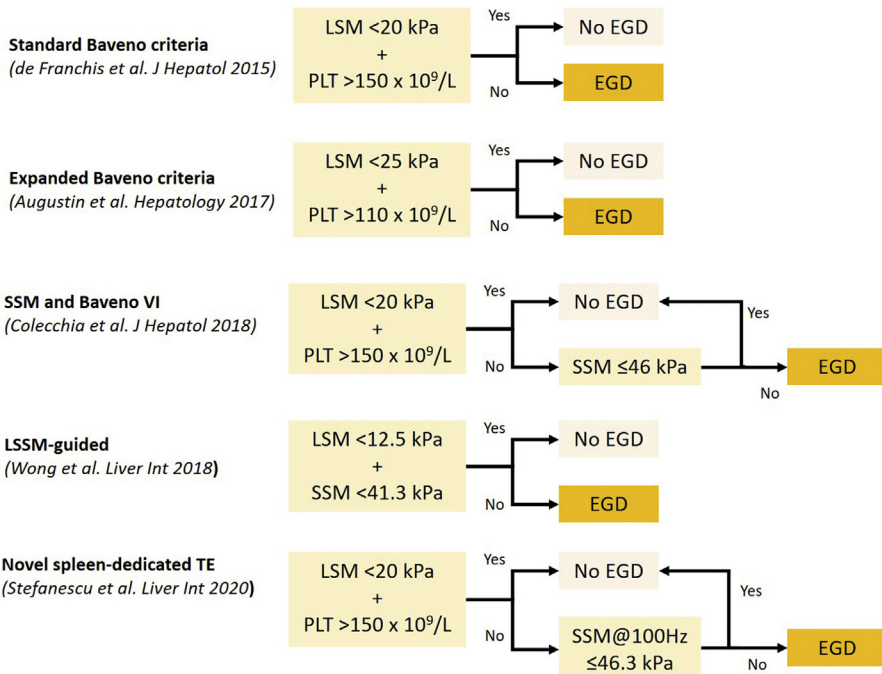 Standard Baveno criteria
(de Franchis et al. J Hepatol 2015)
LSM <20 kPa
+
PLT >150 x 10⁹/L
Yes
No EGD
No
EGD
Expanded Baveno criteria
(Augustin et al. Hepatology 2017)
LSM <25 kPa
+
PLT >110 x 10⁹/L
Yes
No EGD
No
EGD
SSM and Baveno VI
(Colecchia et al. J Hepatol 2018)
LSM <20 kPa
+
PLT >150 x 10⁹/L
Yes
No EGD
No
SSM ≤46 kPa
Yes
No
EGD
LSSM-guided
(Wong et al. Liver Int 2018)
LSM <12.5 kPa
+
SSM <41.3 kPa
Yes
No EGD
No
EGD
Novel spleen-dedicated TE
(Stefanescu et al. Liver Int 2020)
LSM <20 kPa
+
PLT >150 x 10⁹/L
Yes
No EGD
No
SSM@100Hz
≤46.3 kPa
Yes
No
EGD